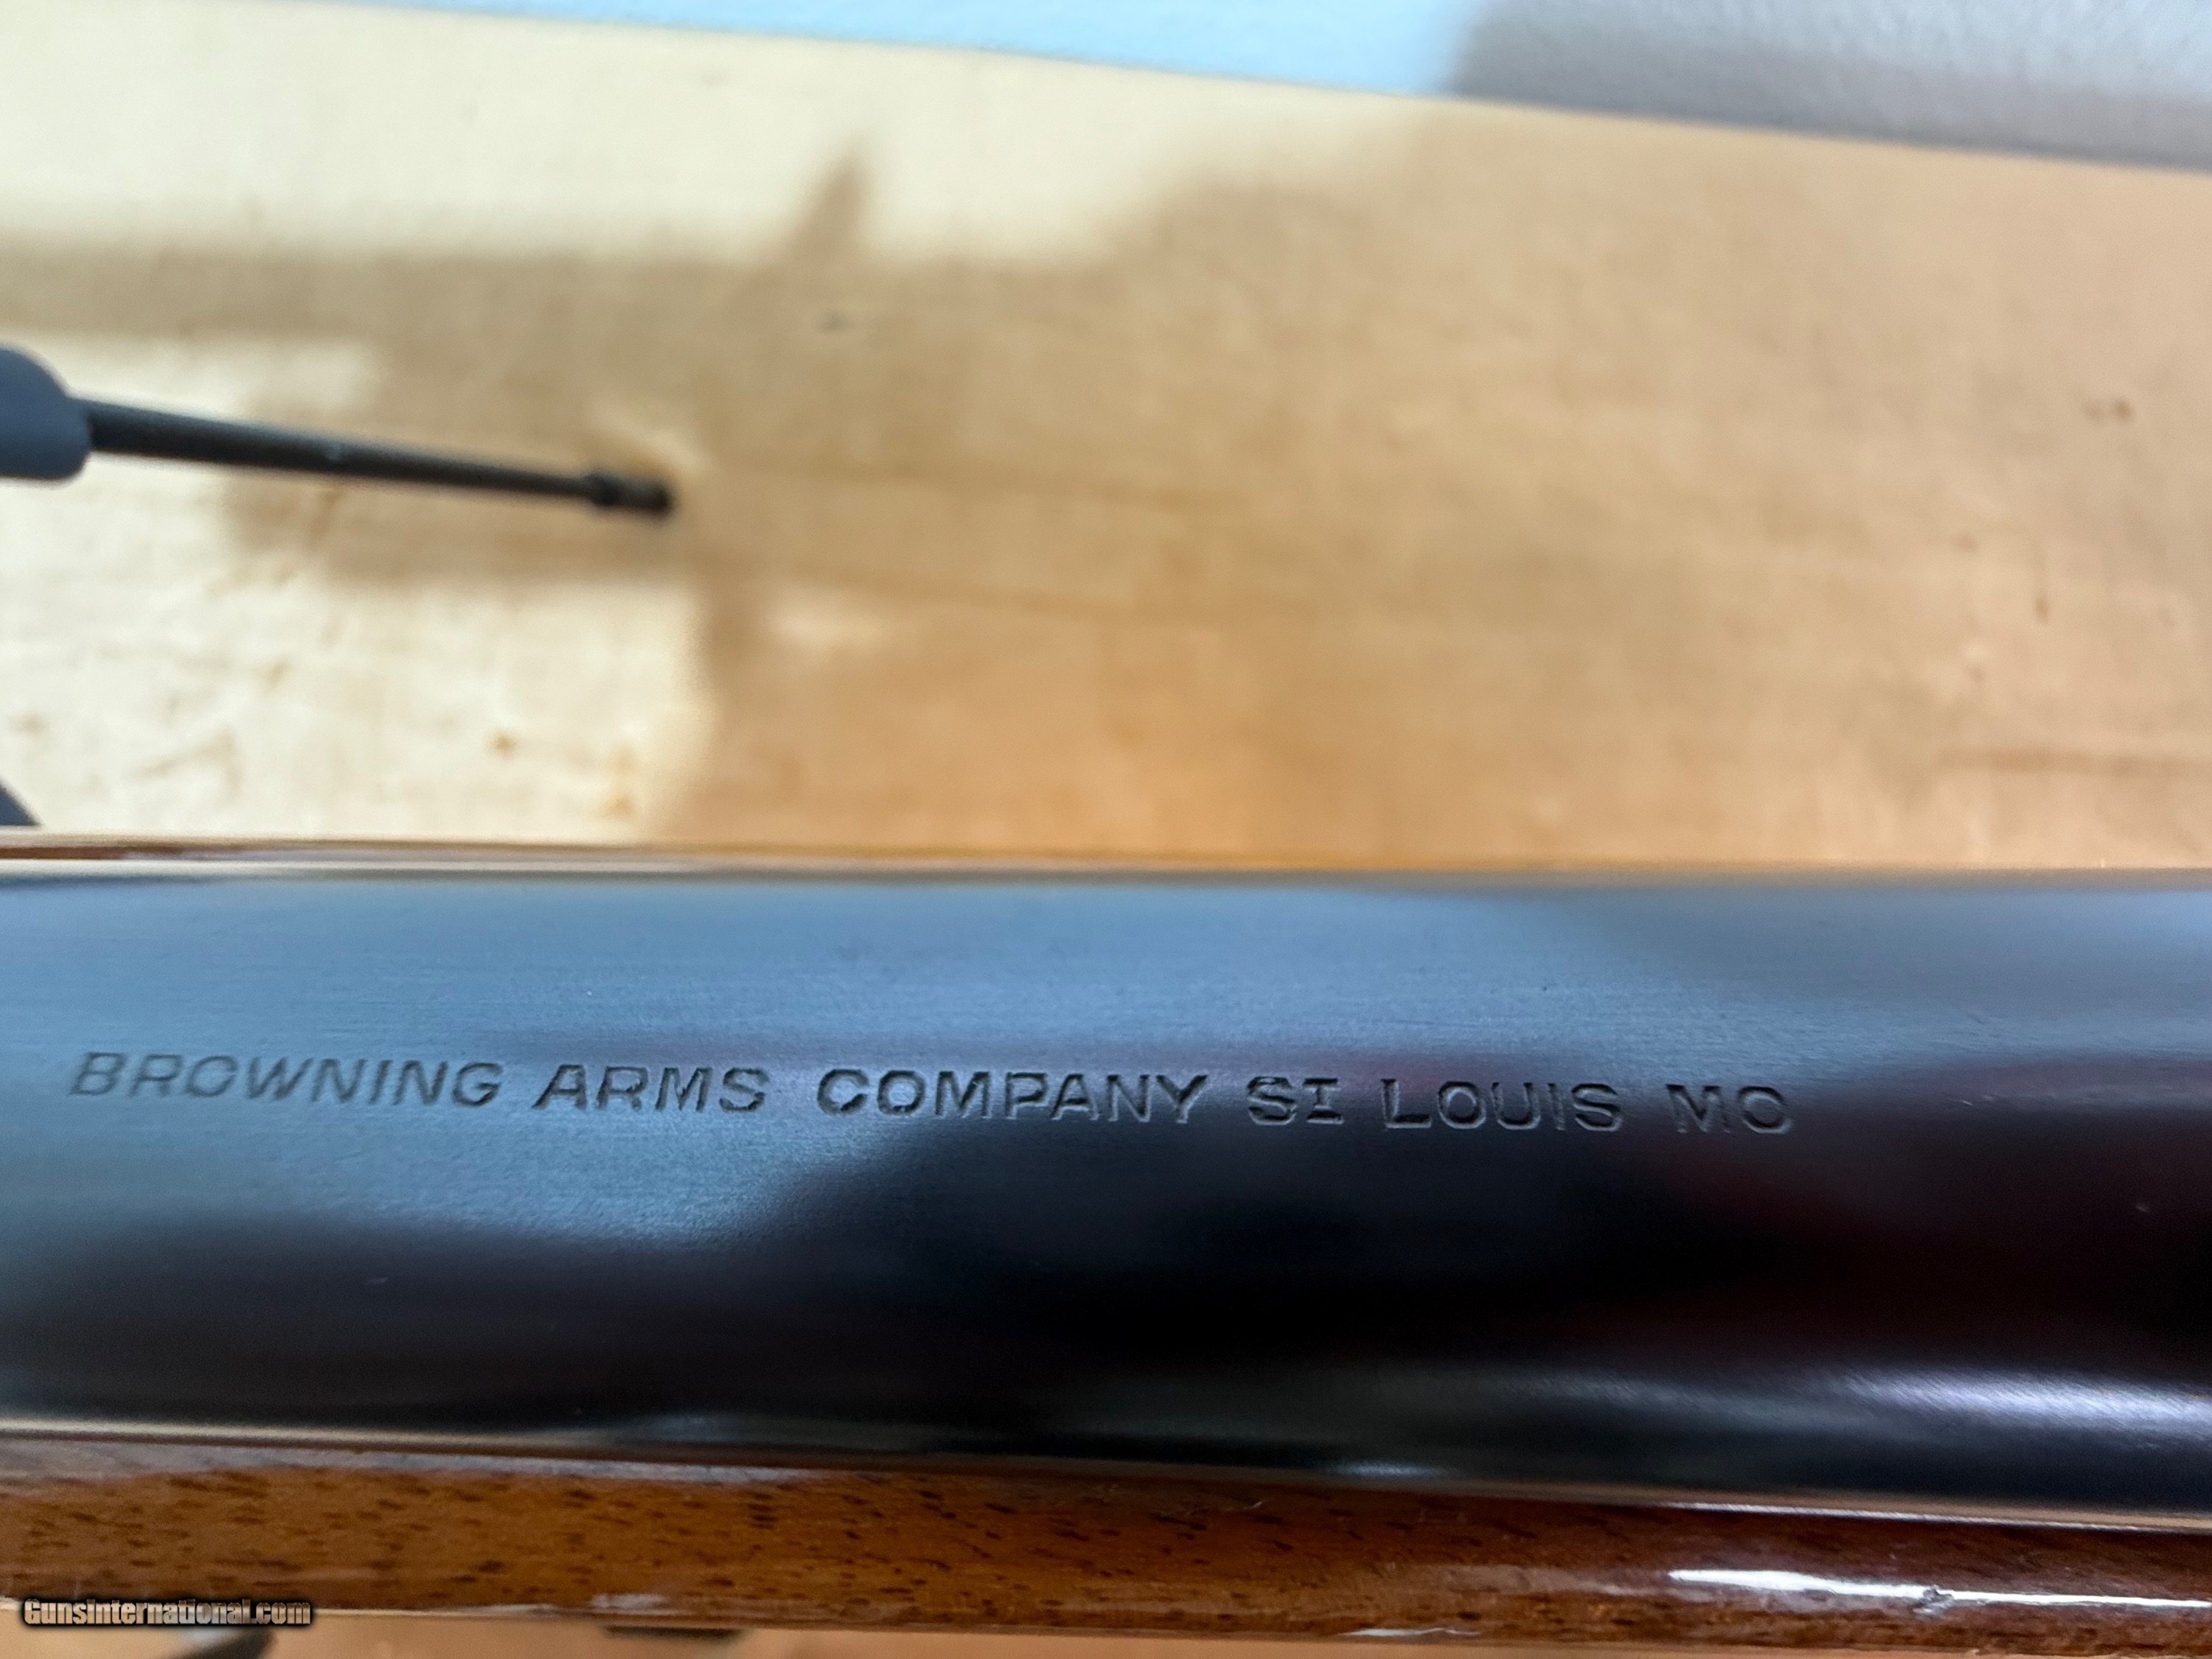 BROWNING ARMS COMPANY ST LOUIS MO
GunsInternational.com